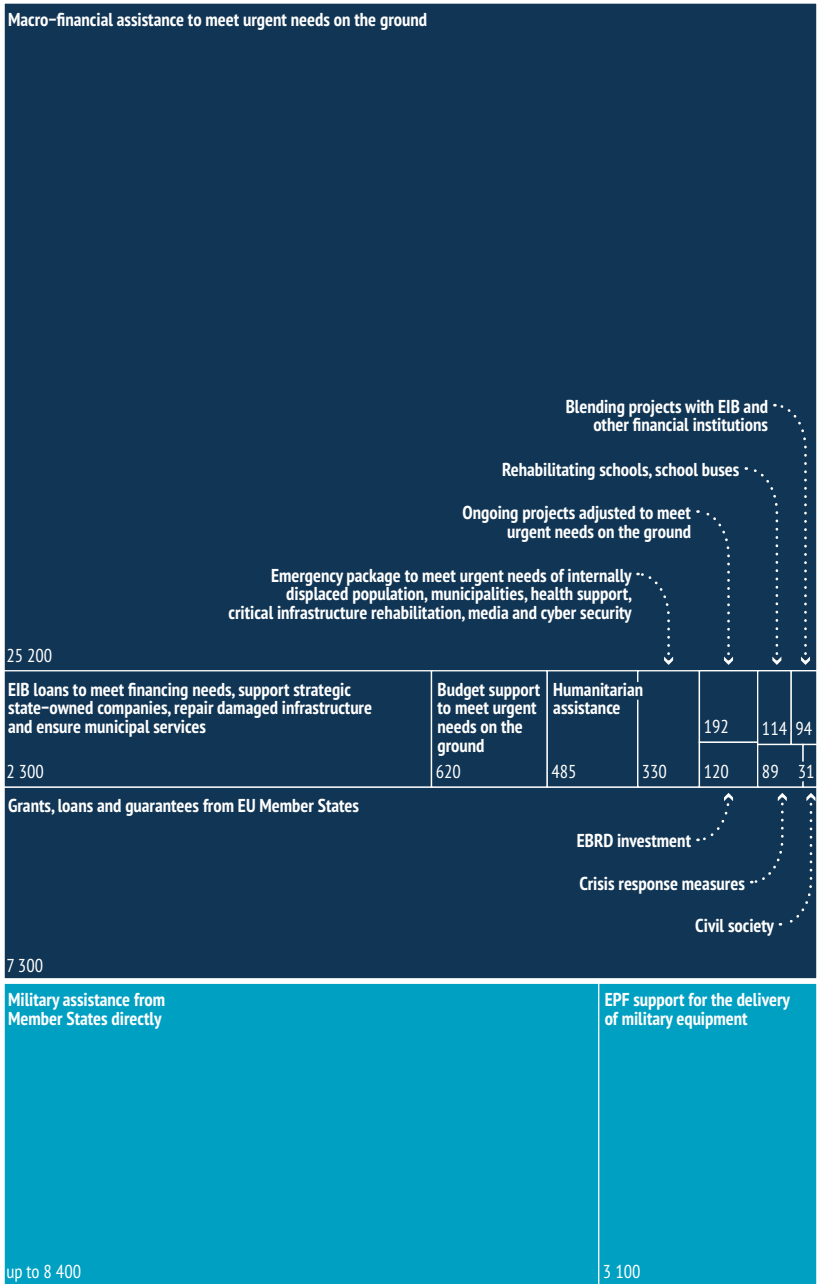 Macro-financial assistance to meet urgent needs on the ground
Blending projects with EIB and
other financial institutions
Rehabilitating schools, school buses
Ongoing projects adjusted to meet
urgent needs on the ground
Emergency package to meet urgent needs of internally
displaced population, municipalities, health support,
critical infrastructure rehabilitation, media and cyber security
25 200
EIB loans to meet financing needs, support strategic
state-owned companies, repair damaged infrastructure
and ensure municipal services
2 300
Budget support
to meet urgent
needs on the
ground
620
Humanitarian
assistance
485
330
192
120
114
94
89
31
Grants, loans and guarantees from EU Member States
EBRD investment
Crisis response measures
Civil society
7 300
Military assistance from
Member States directly
up to 8 400
EPF support for the delivery
of military equipment
3 100